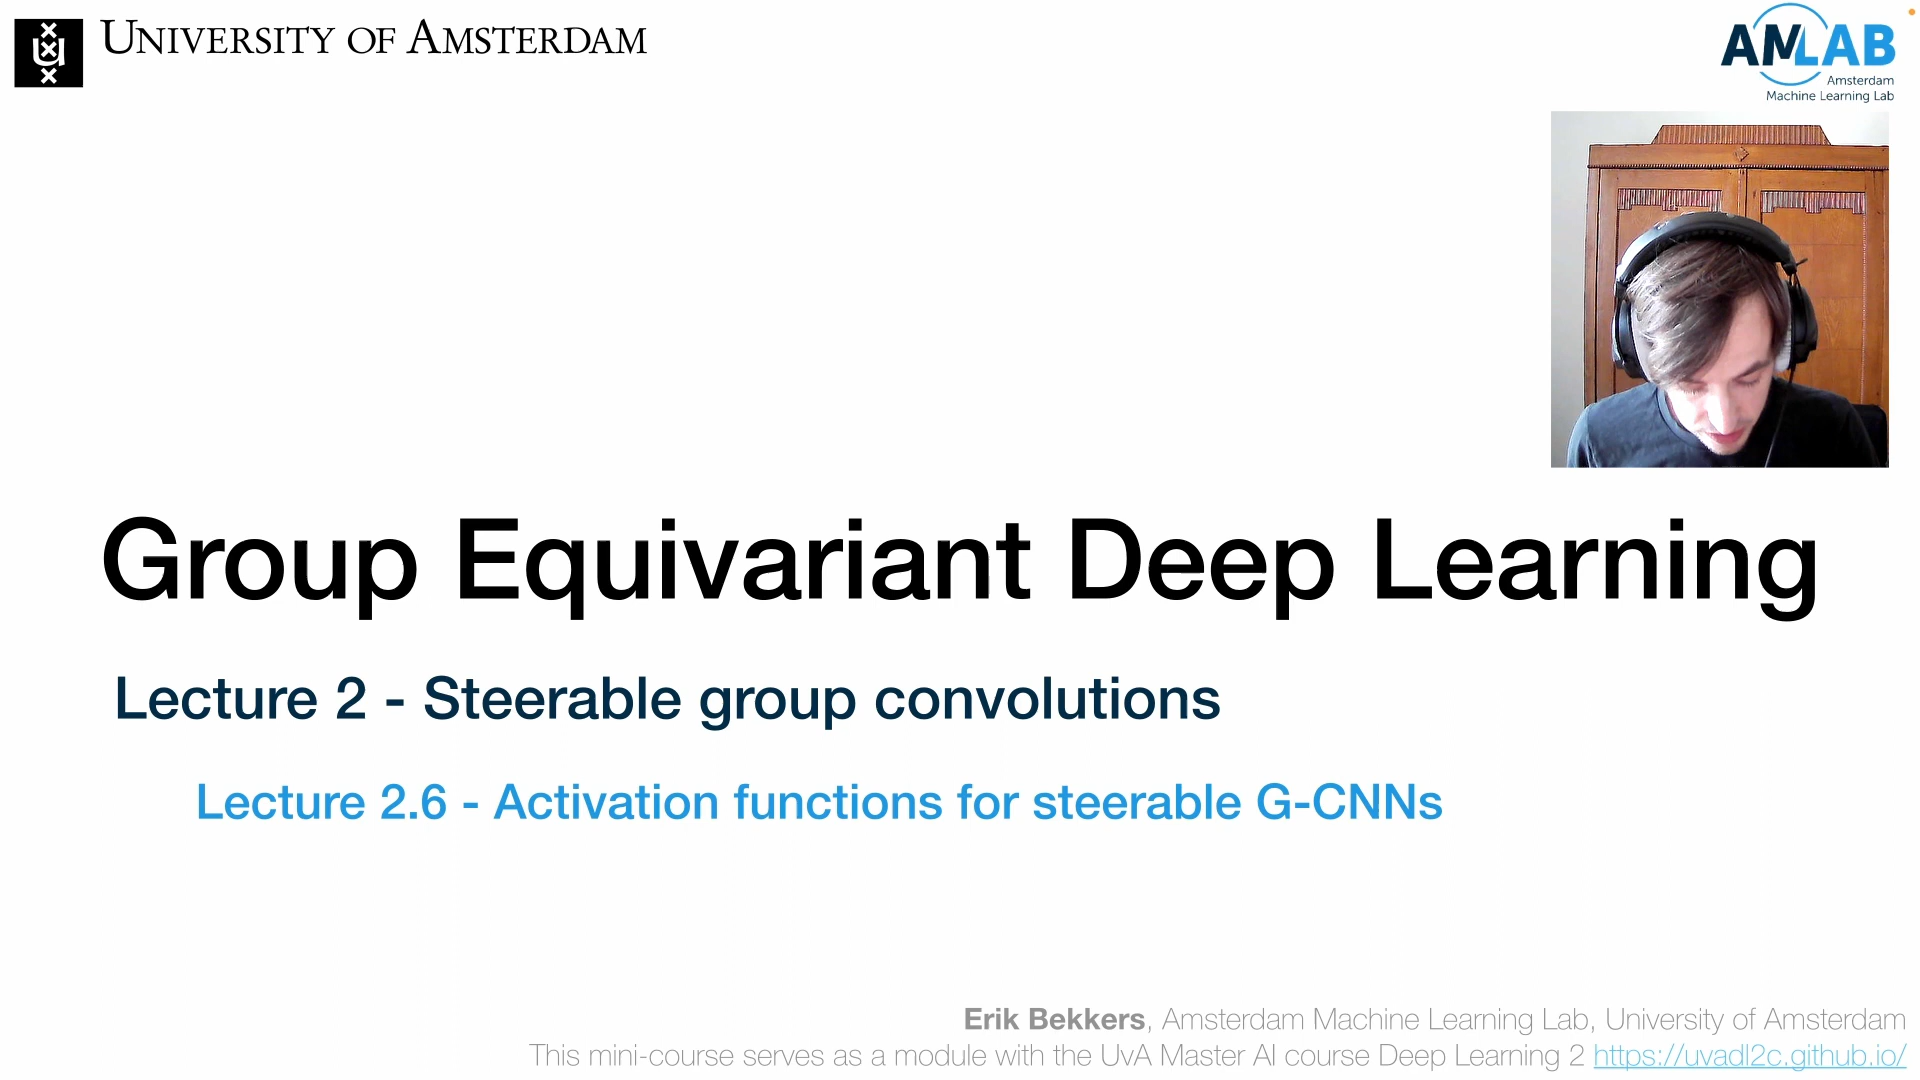 UNIVERSITY OF AMSTERDAM
AMLAB
Amsterdam
Machine Learning Lab
Group Equivariant Deep Learning
Lecture 2 - Steerable group convolutions
Lecture 2.6 - Activation functions for steerable G-CNNs
Erik Bekkers, Amsterdam Machine Learning Lab, University of Amsterdam
This mini-course serves as a module with the UvA Master AI course Deep Learning 2 https://uvadl2c.github.io/